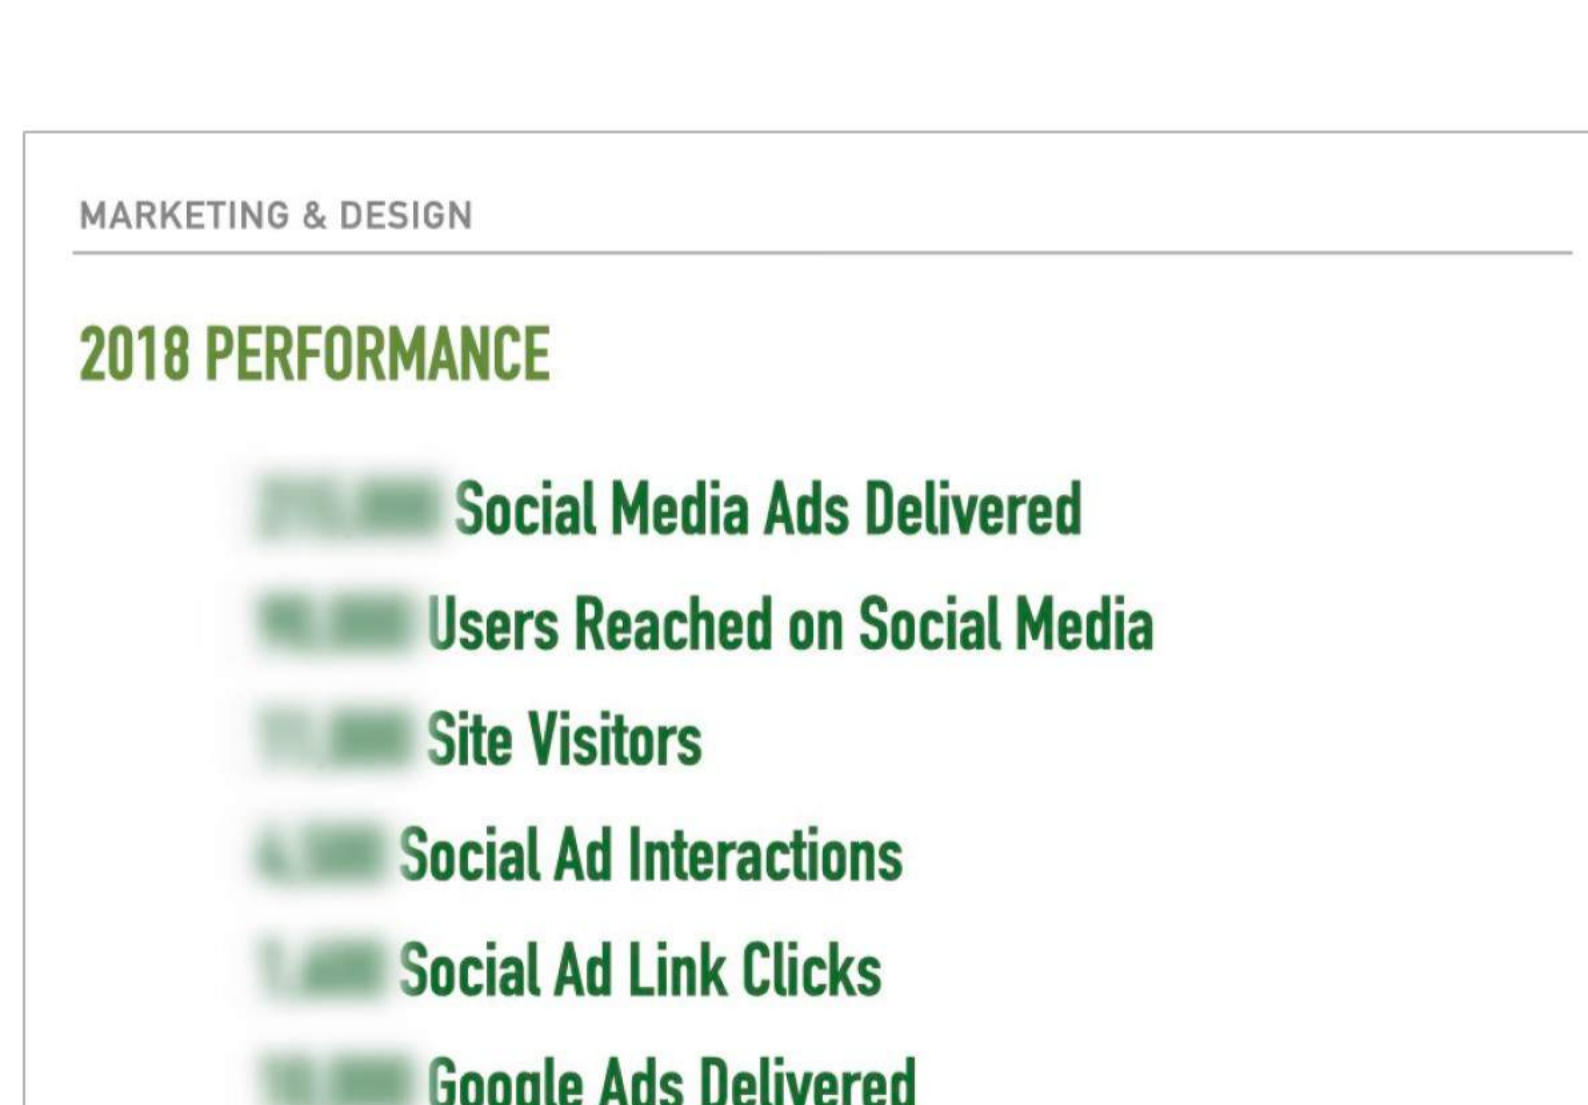 MARKETING & DESIGN
2018 PERFORMANCE
Social Media Ads Delivered
Users Reached on Social Media
Site Visitors
Social Ad Interactions
Social Ad Link Clicks
Google Ads Delivered